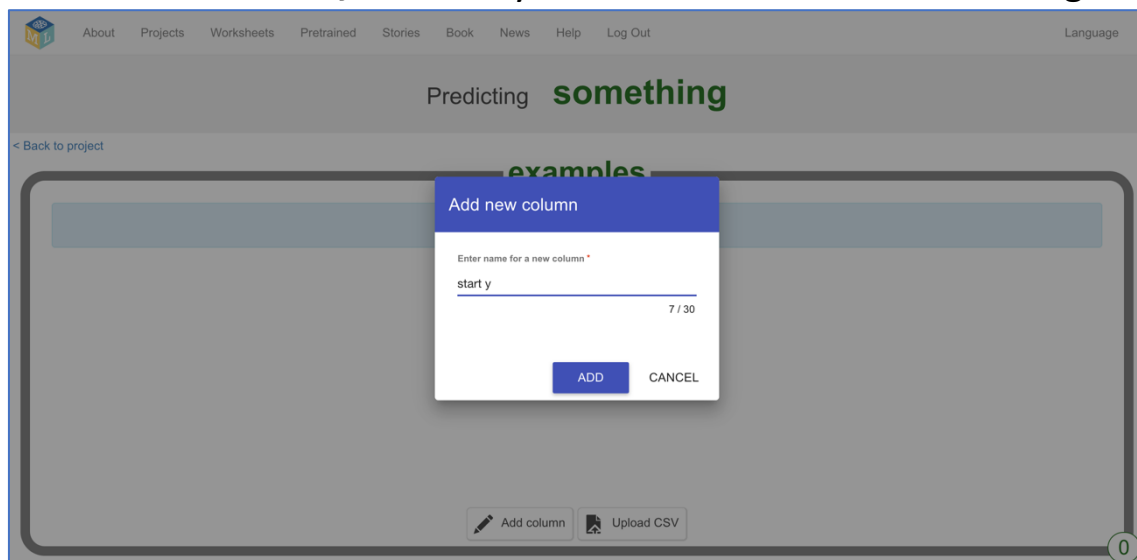 About Projects Worksheets Pretrained Stories Book News Help Log Out Language
Predicting something
< Back to project
examples
Add new column
Enter name for a new column *
start y
7 / 30
ADD CANCEL
Add column Upload CSV
0